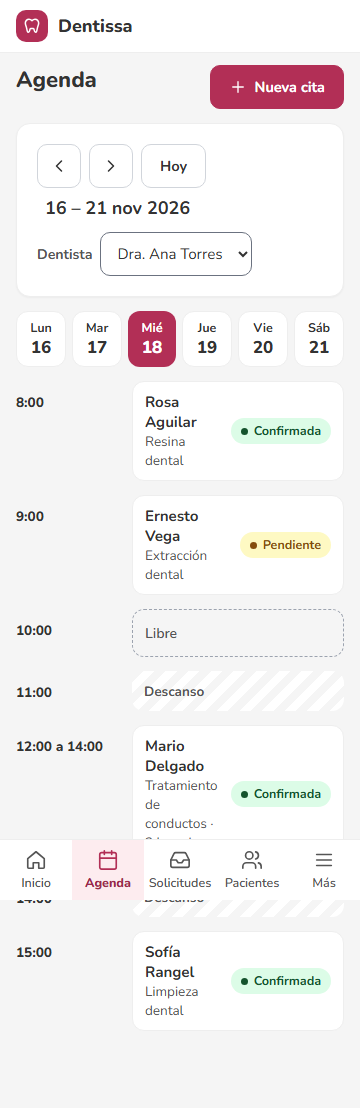 Dentissa
Agenda
Nueva cita
Hoy
16 – 21 nov 2026
Dentista
Dra. Ana Torres
Lun
16
Mar
17
Mié
18
Jue
19
Vie
20
Sáb
21
8:00
Rosa
Aguilar
Resina
dental
Confirmada
9:00
Ernesto
Vega
Extracción
dental
Pendiente
10:00
Libre
11:00
Descanso
12:00 a 14:00
Mario
Delgado
Tratamiento
de
conductos ·
Confirmada
Inicio
Agenda
Solicitudes
Pacientes
Más
15:00
Sofía
Rangel
Limpieza
dental
Confirmada